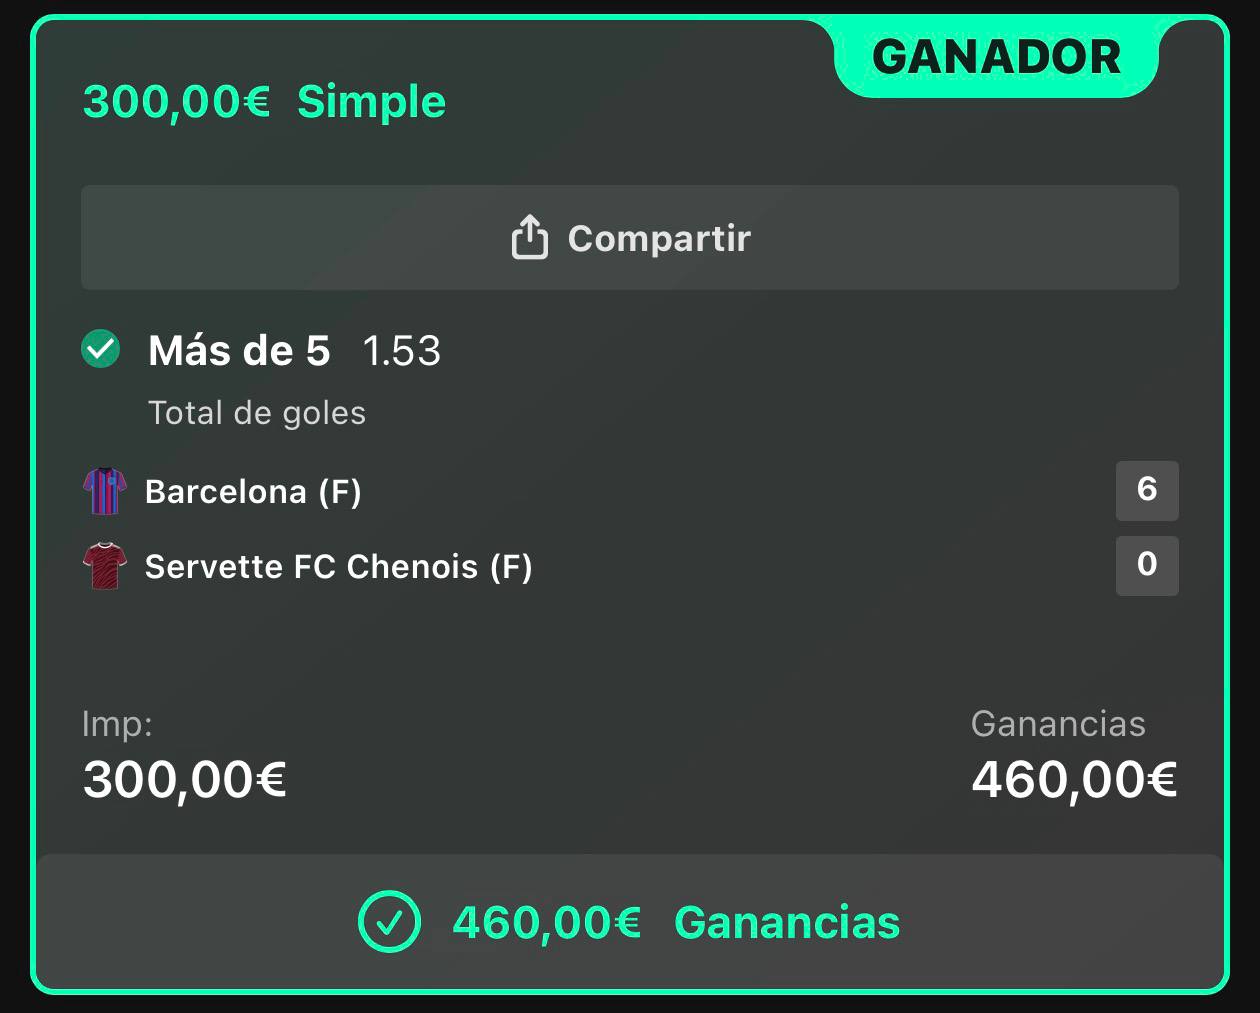 GANADOR
300,00€ Simple
Compartir
Más de 5 1.53
Total de goles
Barcelona (F) 6
Servette FC Chenois (F) 0
Imp: Ganancias
300,00€ 460,00€
460,00€ Ganancias